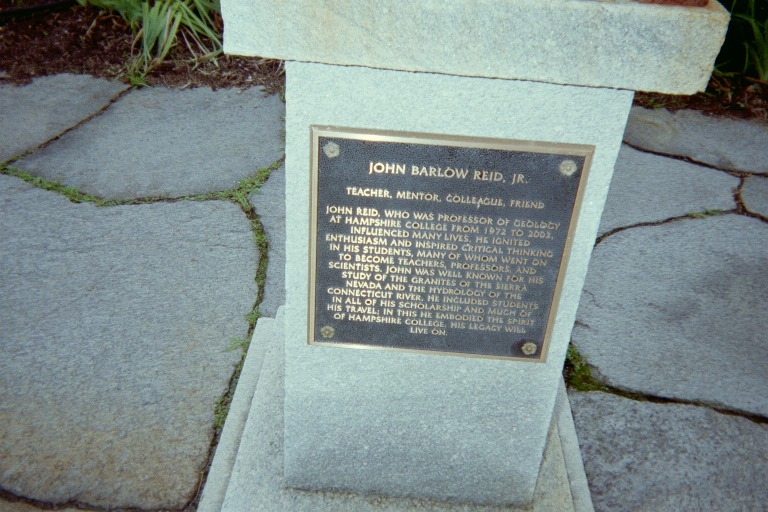 JOHN BARLOW REID, JR.
TEACHER, MENTOR, COLLEAGUE, FRIEND
JOHN REID, WHO WAS PROFESSOR OF GEOLOGY
AT HAMPSHIRE COLLEGE FROM 1972 TO 2003,
INFLUENCED MANY LIVES. HE IGNITED
ENTHUSIASM AND INSPIRED CRITICAL THINKING
IN HIS STUDENTS, MANY OF WHOM WENT ON
TO BECOME TEACHERS, PROFESSORS, AND
SCIENTISTS. JOHN WAS WELL KNOWN FOR HIS
STUDY OF THE GRANITES OF THE SIERRA
NEVADA AND THE HYDROLOGY OF THE
CONNECTICUT RIVER. HE INCLUDED STUDENTS
IN ALL OF HIS SCHOLARSHIP AND MUCH OF
HIS TRAVEL; IN THIS HE EMBODIED THE SPIRIT
OF HAMPSHIRE COLLEGE. HIS LEGACY WILL
LIVE ON.